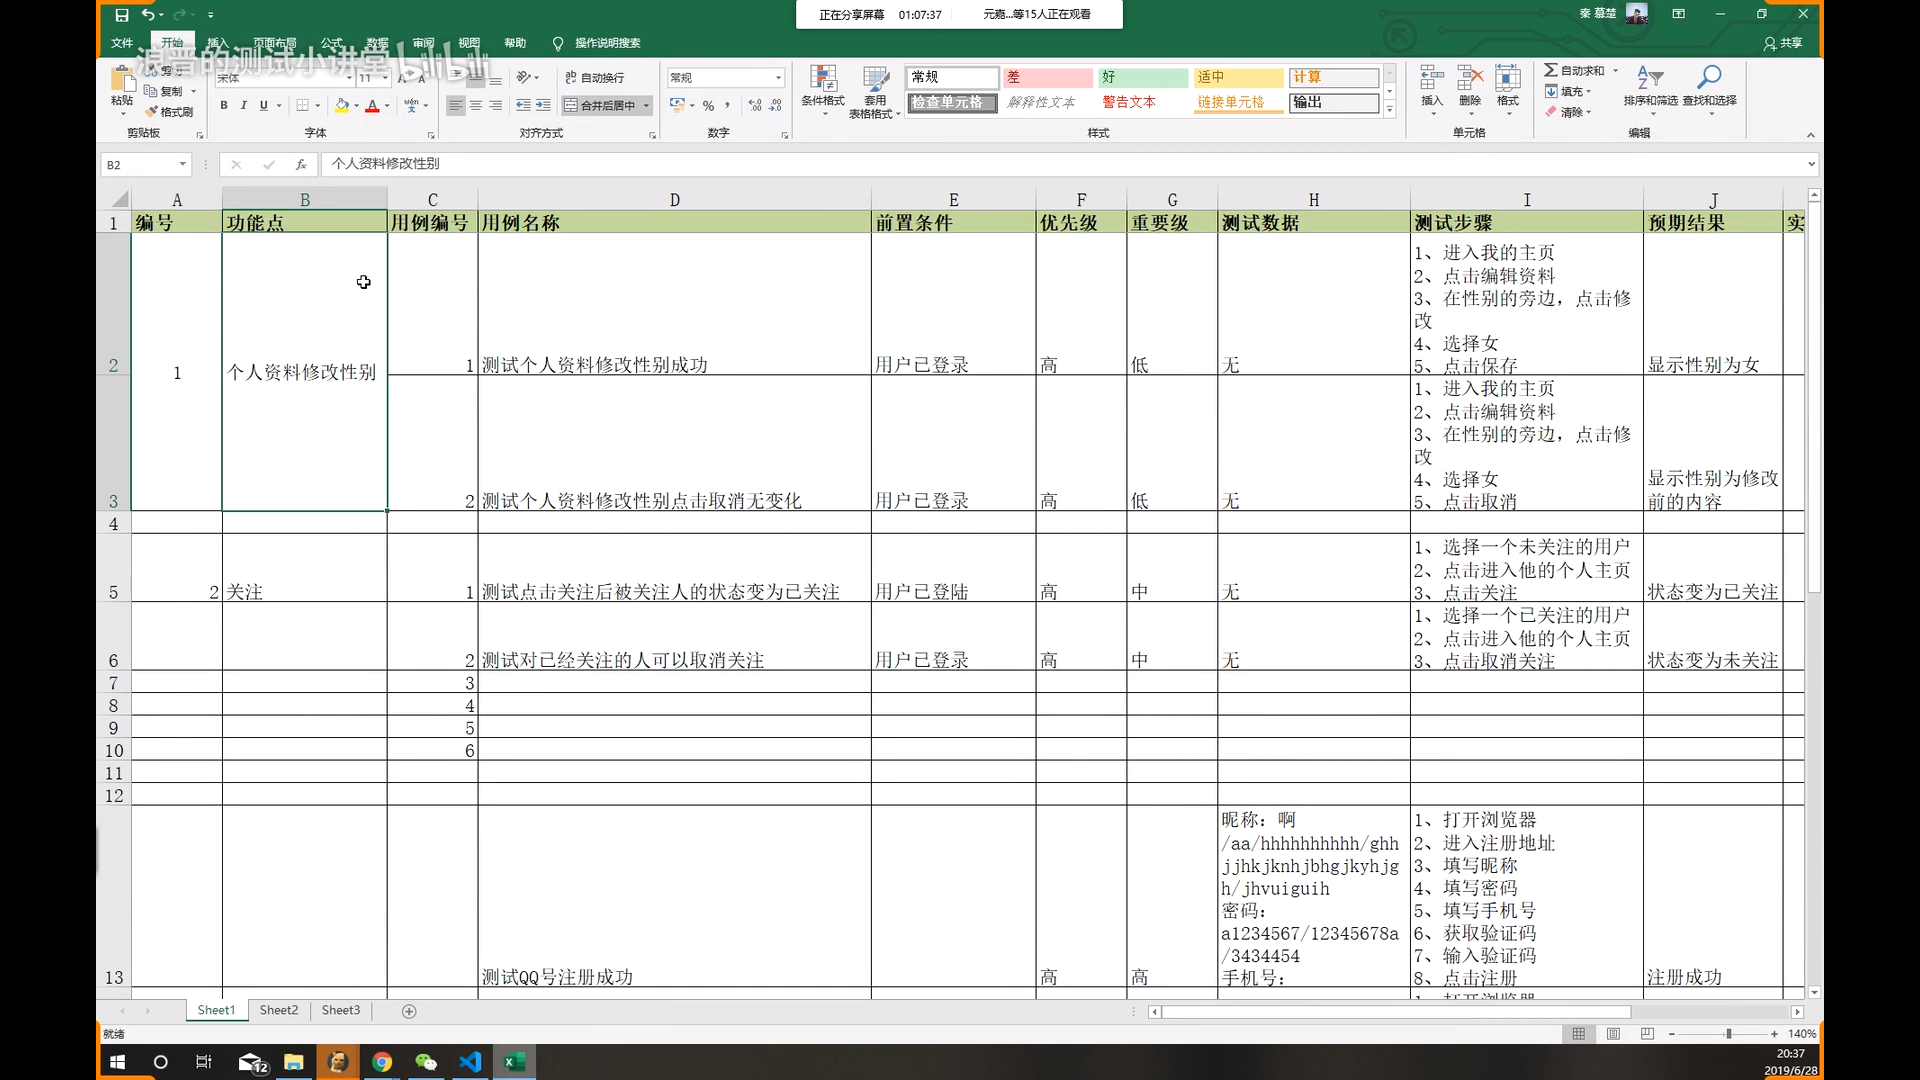 正在分享屏幕 01:07:37 元焘...等15人正在观看
秦 慕楚
文件 开始 插入 页面布局 公式 数据 审阅 视图 帮助 操作说明搜索
共享
浪晋的测试小讲堂 bilibili
粘贴 剪切
复制
格式刷
剪贴板
宋体 11
B I U
字体
自动换行
合并后居中
对齐方式
常规
数字
条件格式 套用
表格格式
常规 差 好 适中 计算
检查单元格 解释性文本 警告文本 链接单元格 输出
样式
插入 删除 格式
单元格
自动求和
填充
清除
排序和筛选 查找和选择
编辑
B2 fx 个人资料修改性别
A B C D E F G H I J
1 编号 功能点 用例编号 用例名称 前置条件 优先级 重要级 测试数据 测试步骤 预期结果 实
2 1 个人资料修改性别 1 测试个人资料修改性别成功 用户已登录 高 低 无
1、进入我的主页
2、点击编辑资料
3、在性别的旁边，点击修
改
4、选择女
5、点击保存
显示性别为女
3 2 测试个人资料修改性别点击取消无变化 用户已登录 高 低 无
1、进入我的主页
2、点击编辑资料
3、在性别的旁边，点击修
改
4、选择女
5、点击取消
显示性别为修改
前的内容
4
5 2 关注 1 测试点击关注后被关注人的状态变为已关注 用户已登陆 高 中 无
1、选择一个未关注的用户
2、点击进入他的个人主页
3、点击关注
状态变为已关注
6 2 测试对已经关注的人可以取消关注 用户已登录 高 中 无
1、选择一个已关注的用户
2、点击进入他的个人主页
3、点击取消关注
状态变为未关注
7 3
8 4
9 5
10 6
11
12
13 测试QQ号注册成功 高 高
昵称：啊
/aa/hhhhhhhhhh/ghh
jjhkjknhjbhgjkyhjg
h/jhvuiguih
密码：
a1234567/12345678a
/3434454
手机号：
1、打开浏览器
2、进入注册地址
3、填写昵称
4、填写密码
5、填写手机号
6、获取验证码
7、输入验证码
8、点击注册
注册成功
1、打开浏览器
Sheet1 Sheet2 Sheet3
就绪
140%
12
20:37
2019/6/28